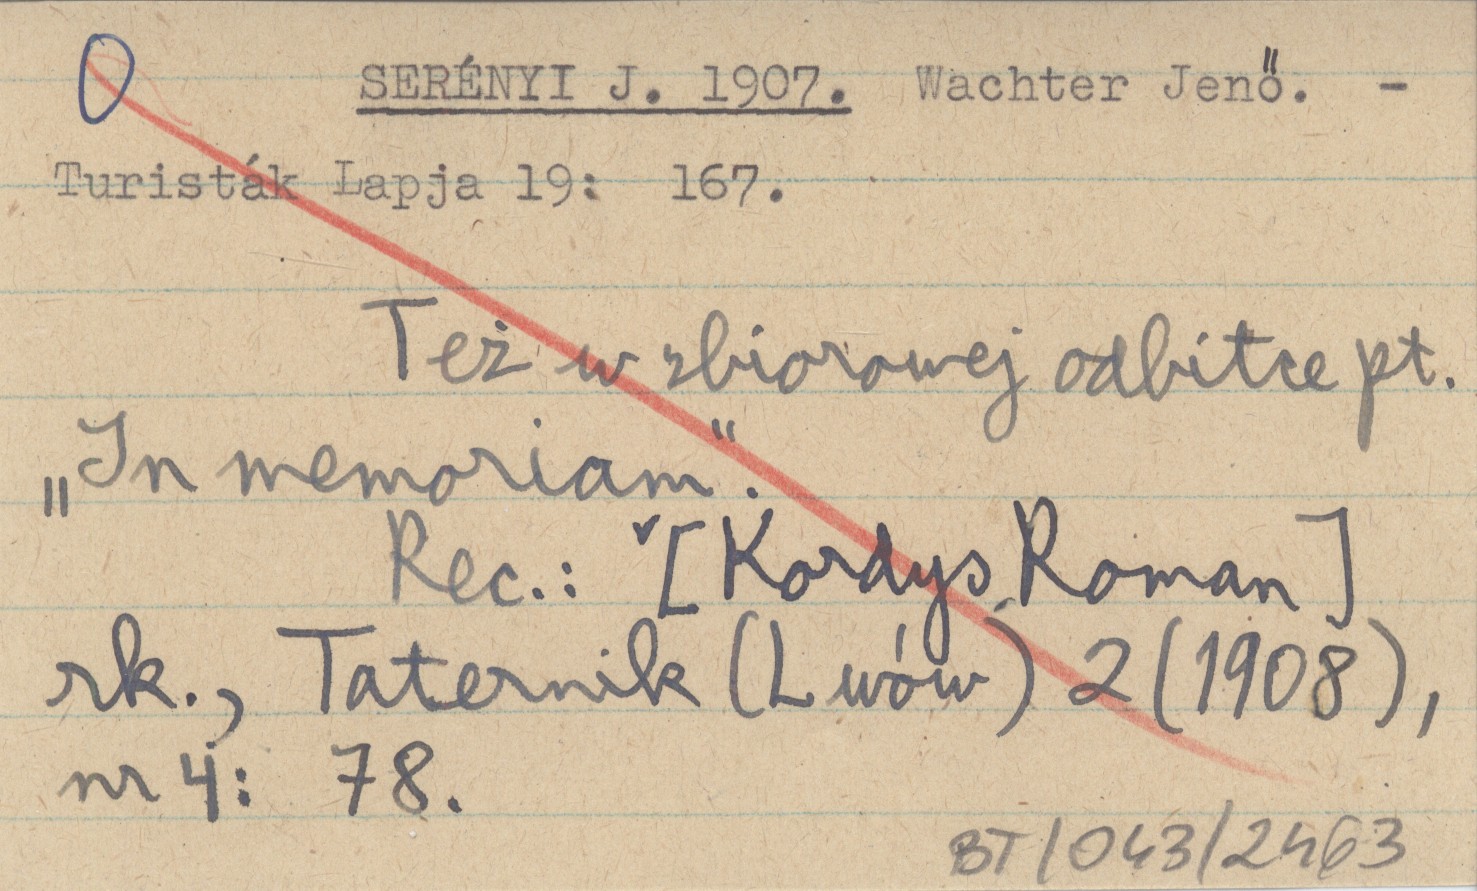 0 SERÉNYI J. 1907. Wachter Jenő. -
Turisták Lapja 19: 167.
Też w zbiorowej odbitce pt.
„In memoriam".
Rec.: ˇ[Kordys Roman]
rk., Taternik (Lwów) 2 (1908),
nr 4: 78.
BT/043/2463